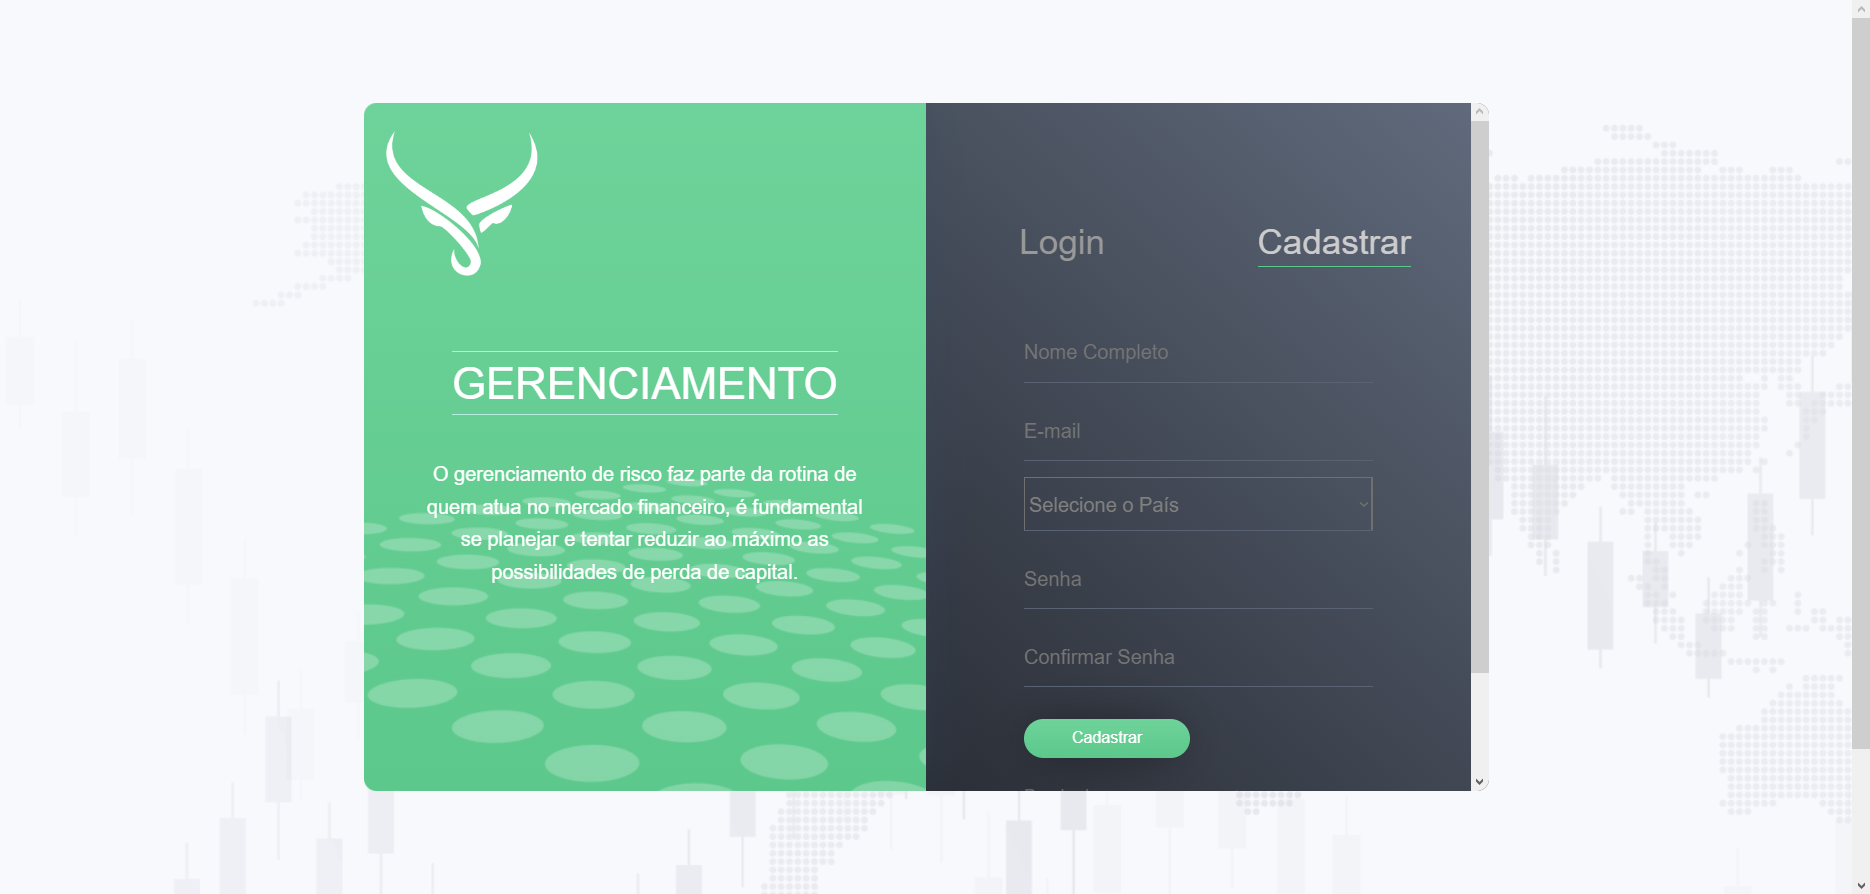 GERENCIAMENTO
O gerenciamento de risco faz parte da rotina de
quem atua no mercado financeiro, é fundamental
se planejar e tentar reduzir ao máximo as
possibilidades de perda de capital.
Login
Cadastrar
Nome Completo
E-mail
Selecione o País
Senha
Confirmar Senha
Cadastrar